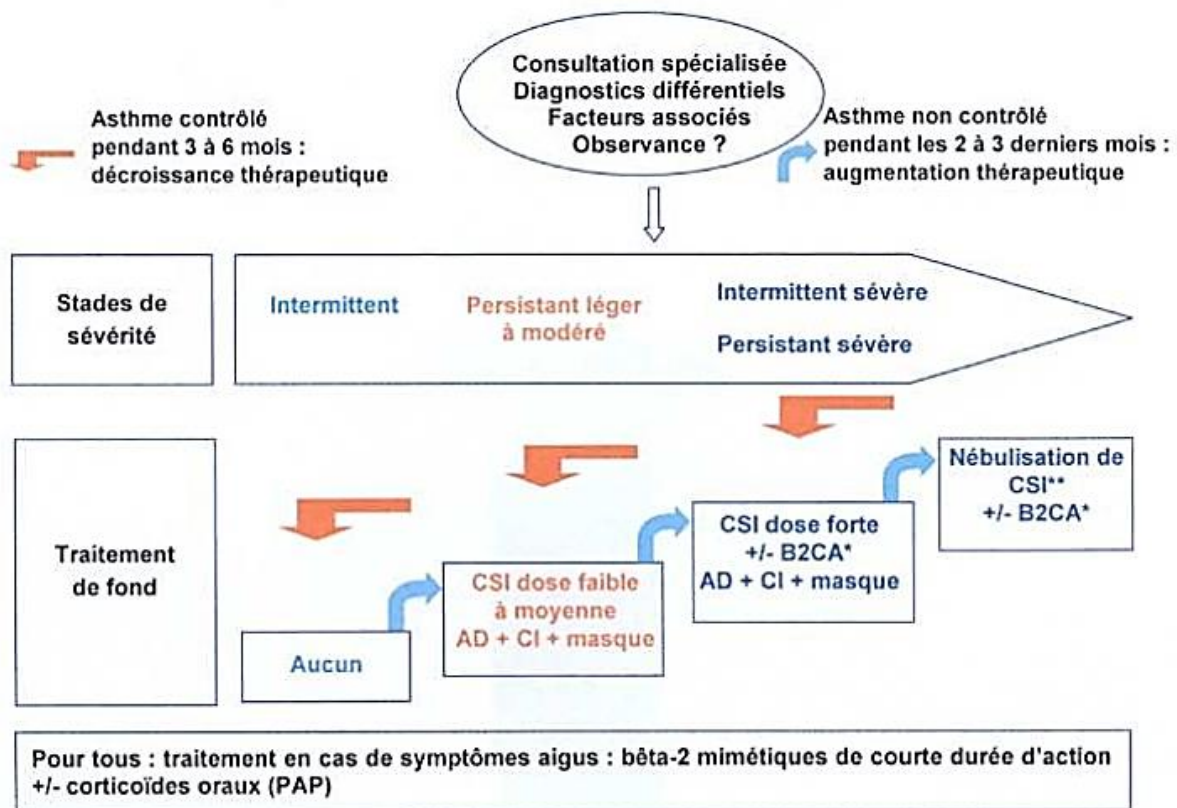 Consultation spécialisée
Diagnostics différentiels
Facteurs associés
Observance ?
Asthme contrôlé
pendant 3 à 6 mois :
décroissance thérapeutique
Asthme non contrôlé
pendant les 2 à 3 derniers mois :
augmentation thérapeutique
Stades de
sévérité
Intermittent
Persistant léger
à modéré
Intermittent sévère
Persistant sévère
Traitement
de fond
Aucun
CSI dose faible
à moyenne
AD + CI + masque
CSI dose forte
+/- B2CA*
AD + CI + masque
Nébulisation de
CSI**
+/- B2CA*
Pour tous : traitement en cas de symptômes aigus : bêta-2 mimétiques de courte durée d'action
+/- corticoïdes oraux (PAP)